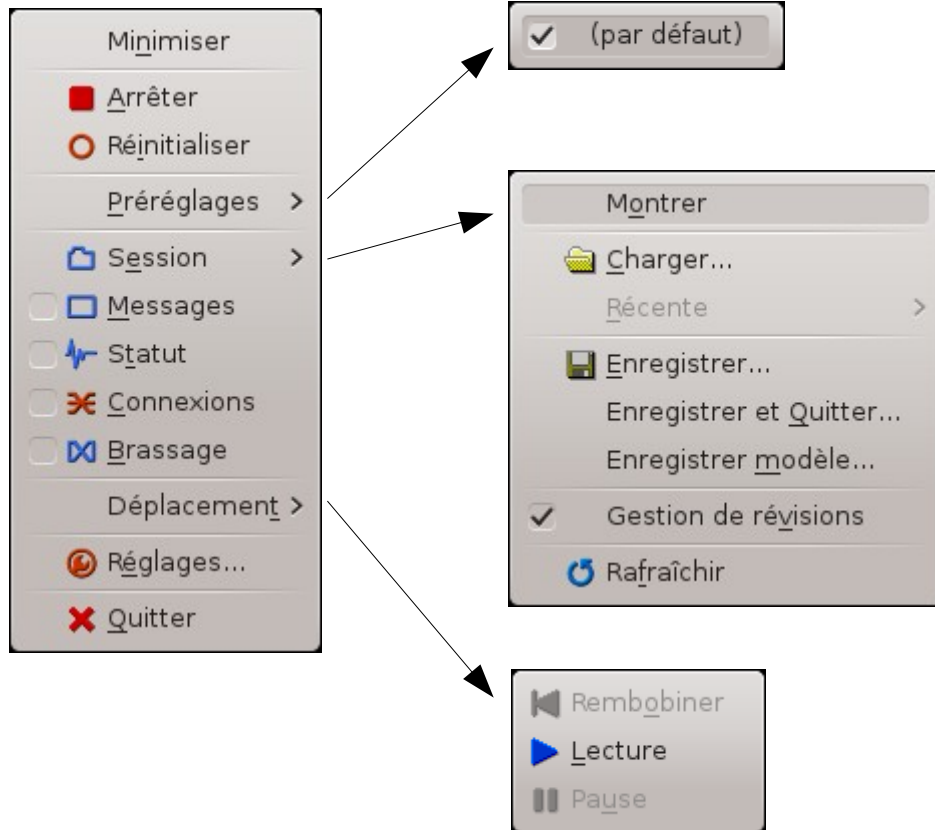 Minimiser
Arrêter
Réinitialiser
Préréglages
Session
Messages
Statut
Connexions
Brassage
Déplacement
Réglages...
Quitter
(par défaut)
Montrer
Charger...
Récente
Enregistrer...
Enregistrer et Quitter...
Enregistrer modèle...
Gestion de révisions
Rafraîchir
Rembobiner
Lecture
Pause